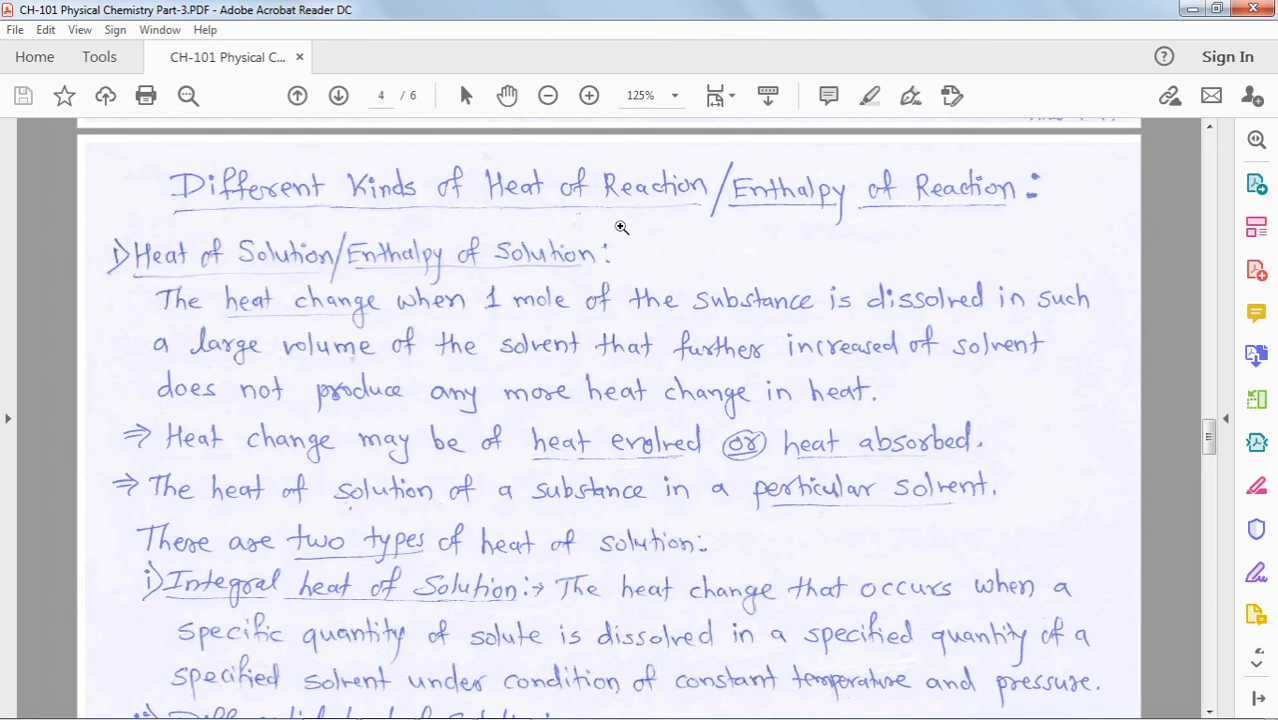 CH-101 Physical Chemistry Part-3.PDF - Adobe Acrobat Reader DC
File Edit View Sign Window Help
Home Tools CH-101 Physical C... × ? Sign In
4 / 6 125%
Different Kinds of Heat of Reaction/Enthalpy of Reaction:
1) Heat of Solution/Enthalpy of Solution:
The heat change when 1 mole of the substance is dissolved in such
a large volume of the solvent that further increased of solvent
does not produce any more heat change in heat.
⇒ Heat change may be of heat evolved or heat absorbed.
⇒ The heat of solution of a substance in a perticular solvent.
There are two types of heat of solution:
i) Integral heat of Solution:→ The heat change that occurs when a
specific quantity of solute is dissolved in a specified quantity of a
specified solvent under condition of constant temperature and pressure.